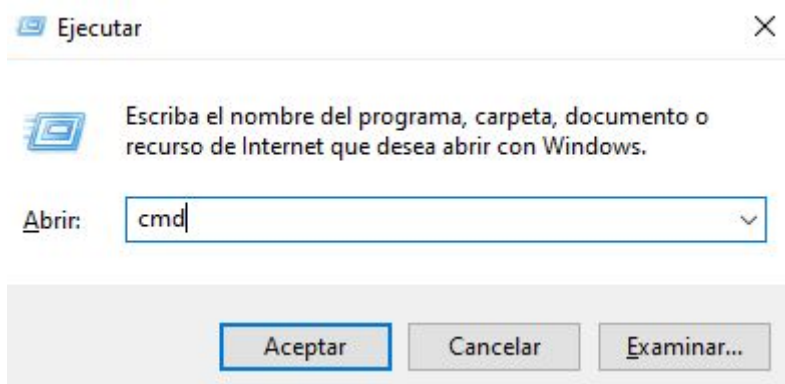 Ejecutar
Escriba el nombre del programa, carpeta, documento o
recurso de Internet que desea abrir con Windows.
Abrir: cmd
Aceptar Cancelar Examinar...